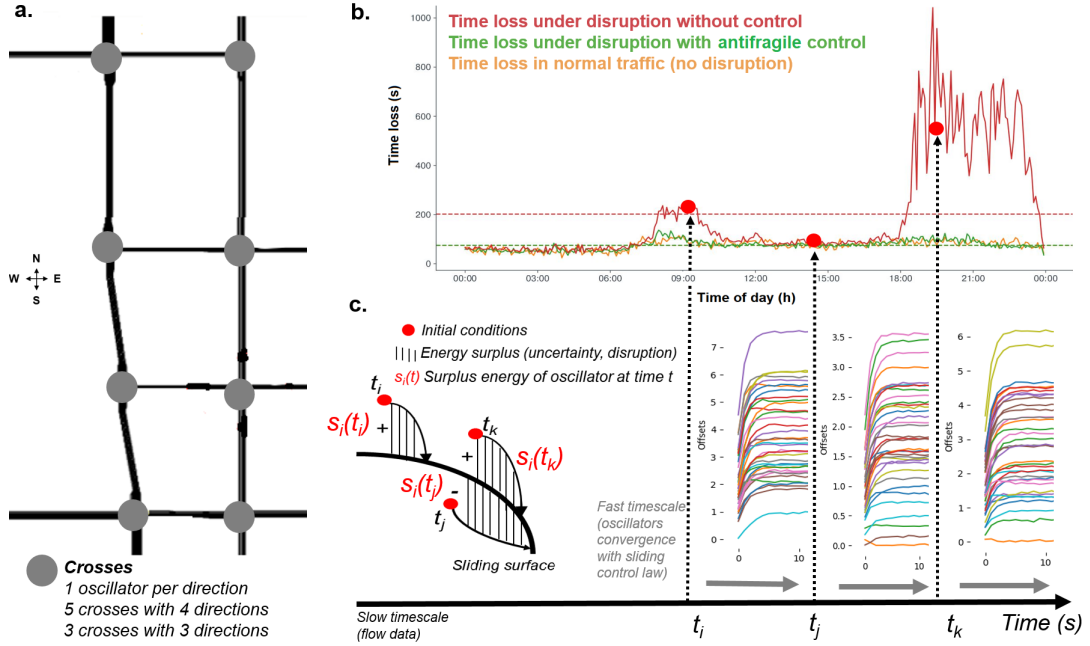 a.
N
W E
S
Crosses
1 oscillator per direction
5 crosses with 4 directions
3 crosses with 3 directions
b.
Time loss under disruption without control
Time loss under disruption with antifragile control
Time loss in normal traffic (no disruption)
Time loss (s)
1000
800
600
400
200
0
00:00 03:00 06:00 09:00 12:00 15:00 18:00 21:00 00:00
Time of day (h)
c.
Initial conditions
Energy surplus (uncertainty, disruption)
si(t) Surplus energy of oscillator at time t
ti
si(ti)
+
tk
+
si(tk)
si(tj)
-
tj
Sliding surface
Fast timescale
(oscillators
convergence
with sliding
control law)
Offsets
7
6
5
4
3
2
1
0 10
Offsets
3.5
3.0
2.5
2.0
1.5
1.0
0.5
0.0
0 10
Offsets
6
5
4
3
2
1
0
0 10
Slow timescale
(flow data)
ti tj tk Time (s)